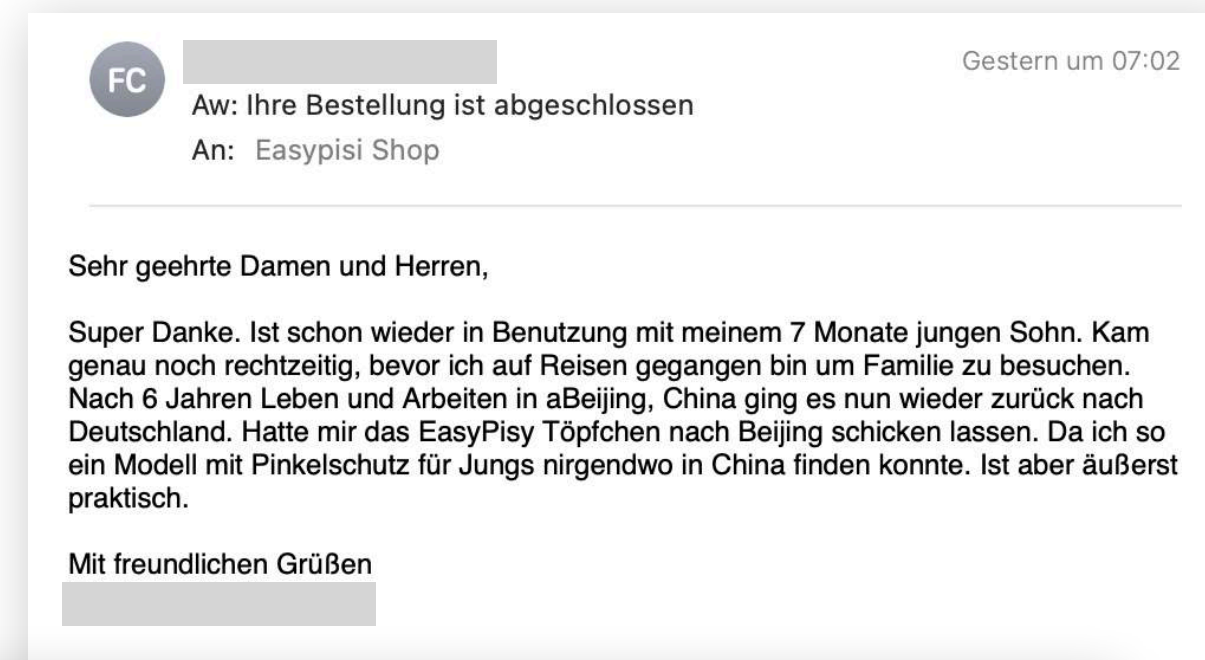 FC
Gestern um 07:02
Aw: Ihre Bestellung ist abgeschlossen
An: Easypisi Shop
Sehr geehrte Damen und Herren,
Super Danke. Ist schon wieder in Benutzung mit meinem 7 Monate jungen Sohn. Kam
genau noch rechtzeitig, bevor ich auf Reisen gegangen bin um Familie zu besuchen.
Nach 6 Jahren Leben und Arbeiten in aBeijing, China ging es nun wieder zurück nach
Deutschland. Hatte mir das EasyPisy Töpfchen nach Beijing schicken lassen. Da ich so
ein Modell mit Pinkelschutz für Jungs nirgendwo in China finden konnte. Ist aber äußerst
praktisch.
Mit freundlichen Grüßen